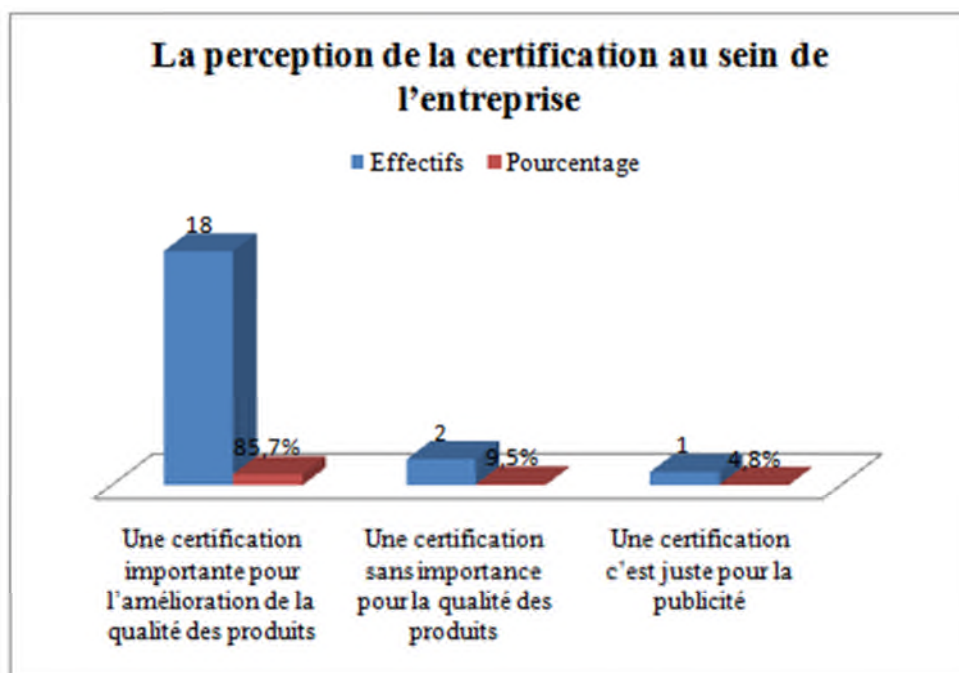 La perception de la certification au sein de
l’entreprise
Effectifs Pourcentage
18
85,7%
2
9,5%
1
4,8%
Une certification
importante pour
l’amélioration de la
qualité des produits
Une certification
sans importance
pour la qualité des
produits
Une certification
c’est juste pour la
publicité